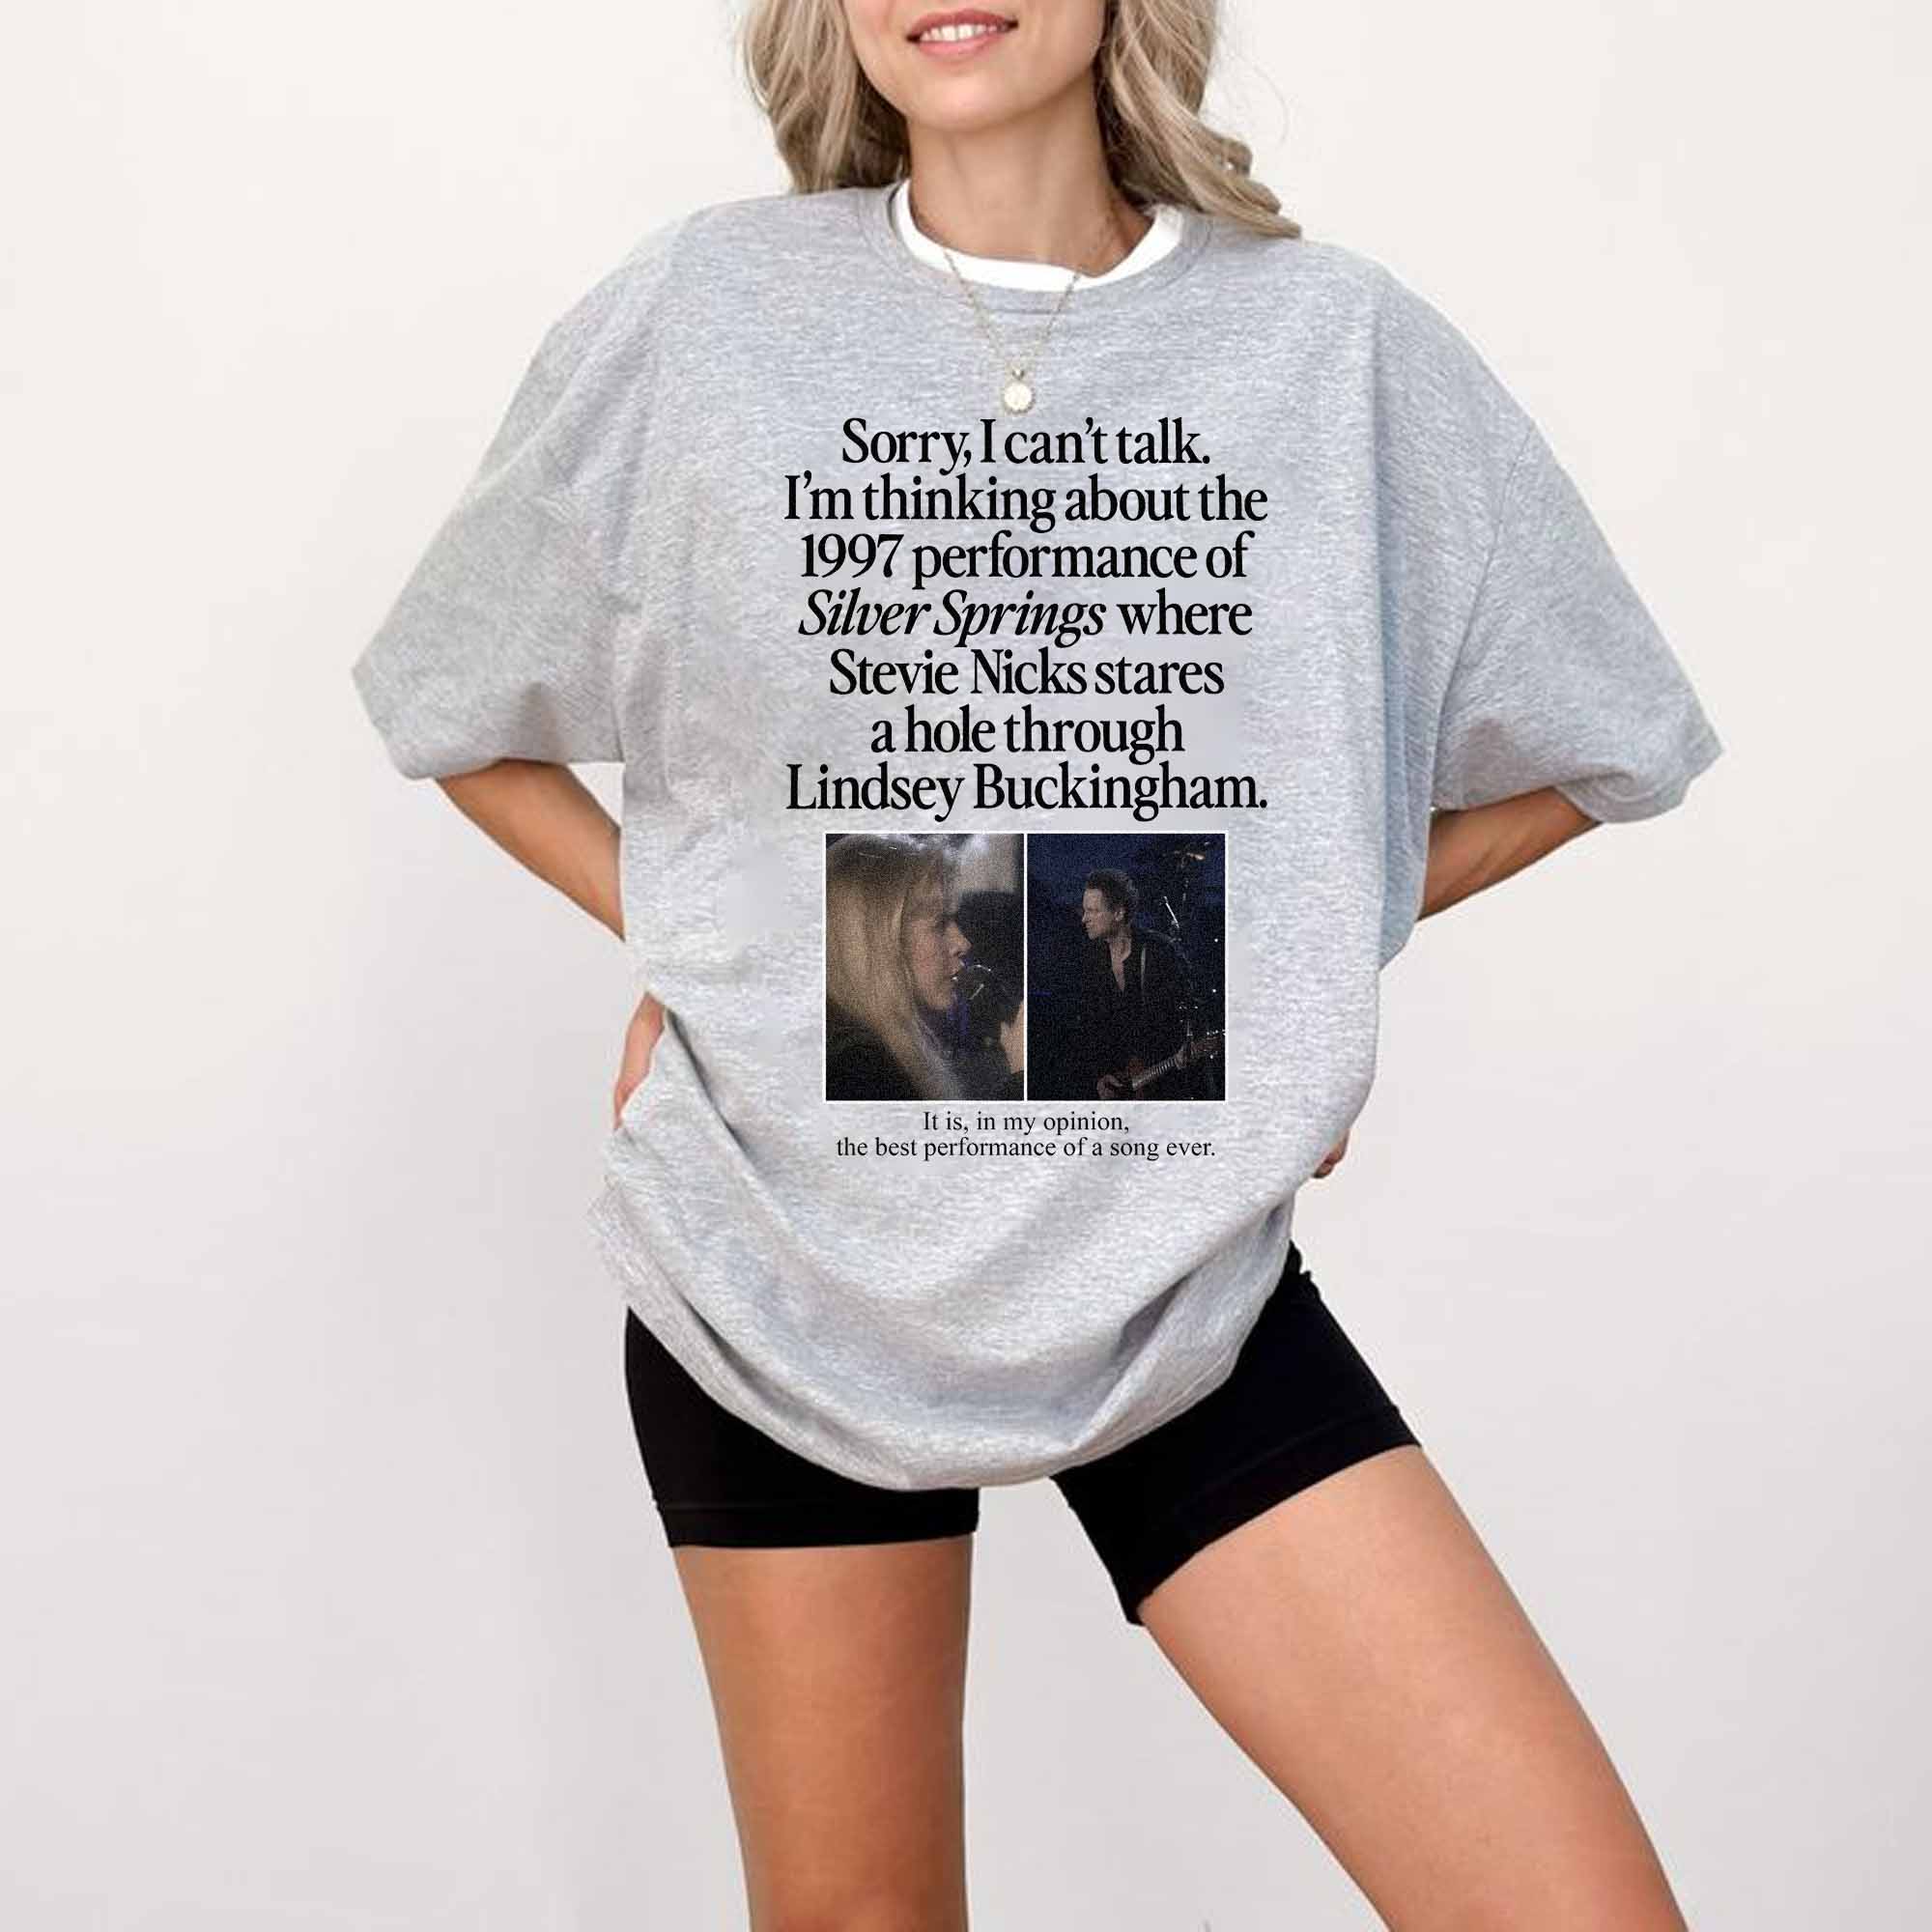 Sorry, I can't talk.
I'm thinking about the
1997 performance of
Silver Springs where
Stevie Nicks stares
a hole through
Lindsey Buckingham.
It is, in my opinion,
the best performance of a song ever.